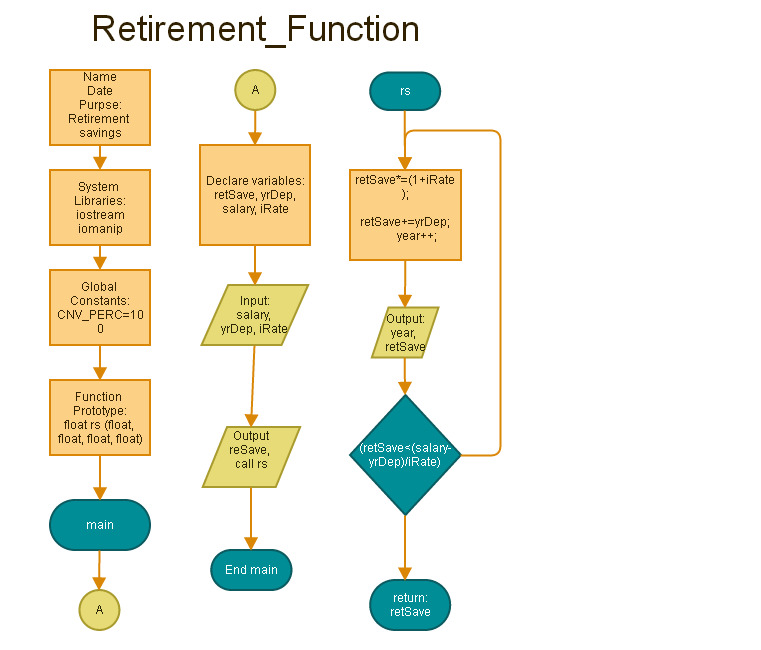 Retirement_Function
Name
Date
Purpse:
Retirement
savings
System
Libraries:
iostream
iomanip
Global
Constants:
CNV_PERC=10
0
Function
Prototype:
float rs (float,
float, float, float)
main
A
A
Declare variables:
retSave, yrDep,
salary, iRate
Input:
salary,
yrDep, iRate
Output
reSave,
call rs
End main
rs
retSave*=(1+iRate
);
retSave+=yrDep;
year++;
Output:
year,
retSave
(retSave<(salary-
yrDep)/iRate)
return:
retSave